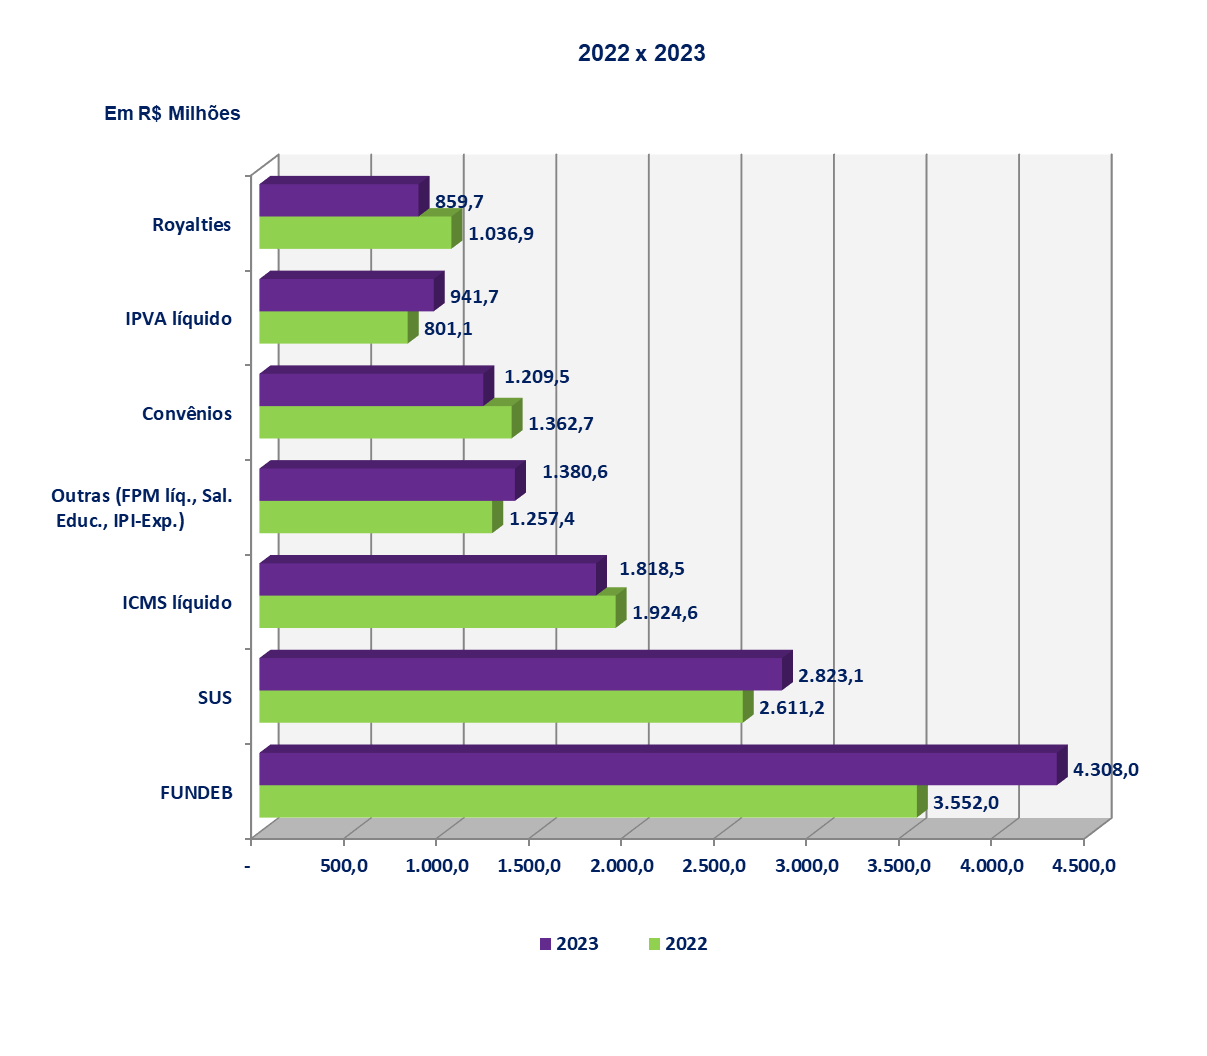 2022 x 2023
Em R$ Milhões
Royalties
859,7
1.036,9
IPVA líquido
941,7
801,1
Convênios
1.209,5
1.362,7
Outras (FPM líq., Sal.
Educ., IPI-Exp.)
1.380,6
1.257,4
ICMS líquido
1.818,5
1.924,6
SUS
2.823,1
2.611,2
FUNDEB
4.308,0
3.552,0
- 500,0 1.000,0 1.500,0 2.000,0 2.500,0 3.000,0 3.500,0 4.000,0 4.500,0
2023 2022